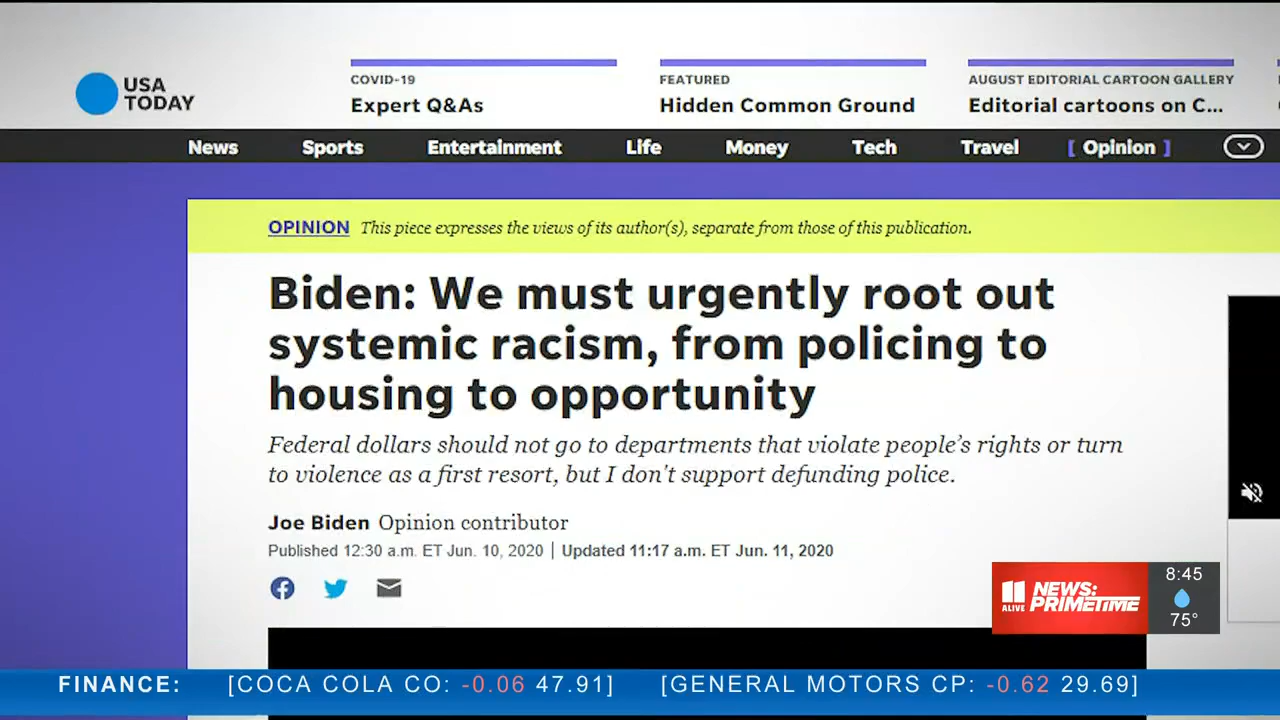 USA
TODAY
COVID-19
Expert Q&As
FEATURED
Hidden Common Ground
AUGUST EDITORIAL CARTOON GALLERY
Editorial cartoons on C...
News Sports Entertainment Life Money Tech Travel [ Opinion ]
OPINION This piece expresses the views of its author(s), separate from those of this publication.
Biden: We must urgently root out
systemic racism, from policing to
housing to opportunity
Federal dollars should not go to departments that violate people's rights or turn
to violence as a first resort, but I don't support defunding police.
Joe Biden Opinion contributor
Published 12:30 a.m. ET Jun. 10, 2020 | Updated 11:17 a.m. ET Jun. 11, 2020
11 ALIVE NEWS: PRIMETIME
8:45
75°
FINANCE: [COCA COLA CO: -0.06 47.91] [GENERAL MOTORS CP: -0.62 29.69]